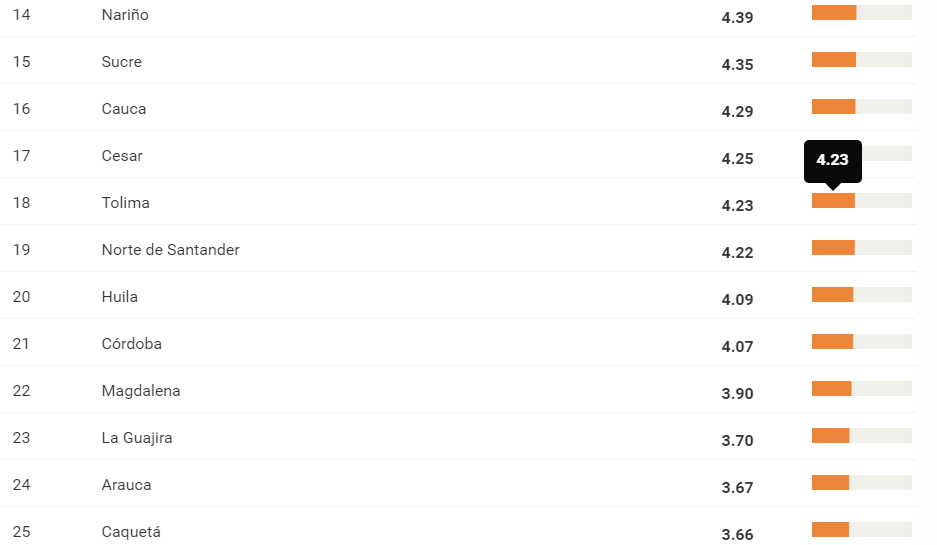 14 Nariño 4.39
15 Sucre 4.35
16 Cauca 4.29
17 Cesar 4.25
4.23
18 Tolima 4.23
19 Norte de Santander 4.22
20 Huila 4.09
21 Córdoba 4.07
22 Magdalena 3.90
23 La Guajira 3.70
24 Arauca 3.67
25 Caquetá 3.66